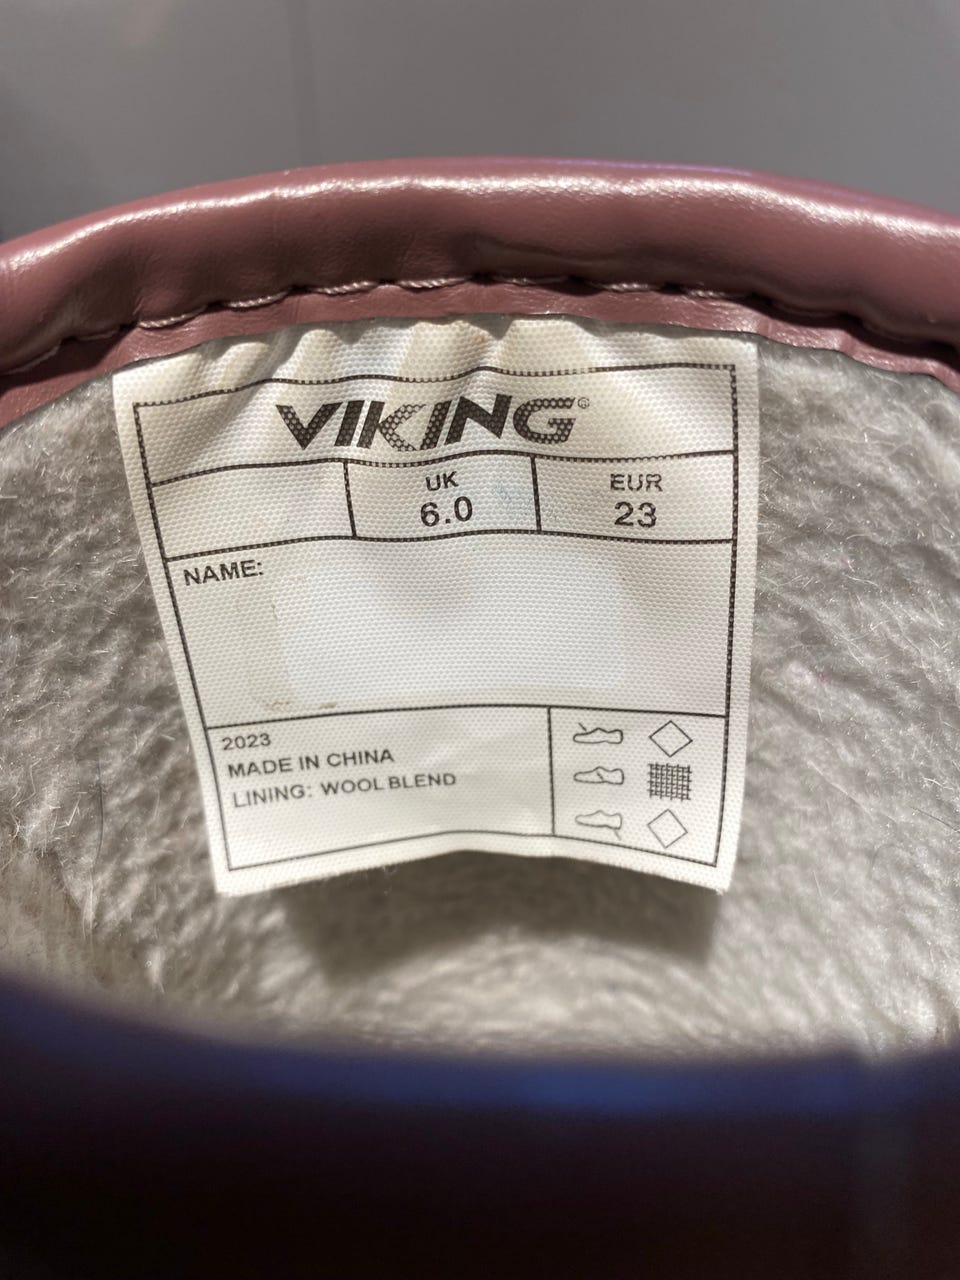 VIKING®
UK EUR
6.0 23
NAME:
2023
MADE IN CHINA
LINING: WOOL BLEND